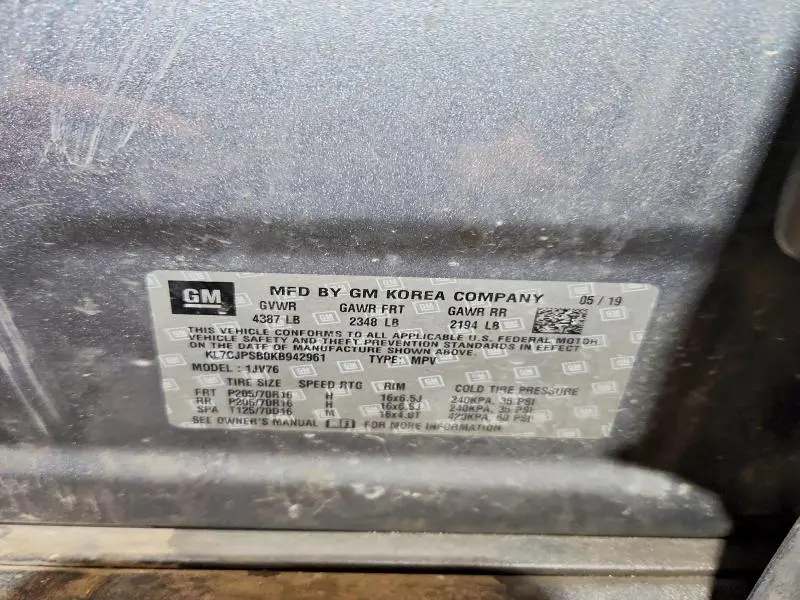 GM MFD BY GM KOREA COMPANY 05 / 19
GVWR GAWR FRT GAWR RR
4387 LB 2348 LB 2194 LB
THIS VEHICLE CONFORMS TO ALL APPLICABLE U.S. FEDERAL MOTOR
VEHICLE SAFETY AND THEFT PREVENTION STANDARDS IN EFFECT ON
THE DATE OF MANUFACTURE SHOWN ABOVE.
KL7CJPSB0KB942961 TYPE: MPV
MODEL : 1JV76
TIRE SIZE SPEED RTG RIM COLD TIRE PRESSURE
FRT P205/70R16 H 16x6.5J 240KPA, 35 PSI
RR P205/70R16 H 16x6.5J 240KPA, 35 PSI
SPA T125/70D16 M 16x4.0T 420KPA, 60 PSI
SEE OWNER'S MANUAL FOR MORE INFORMATION